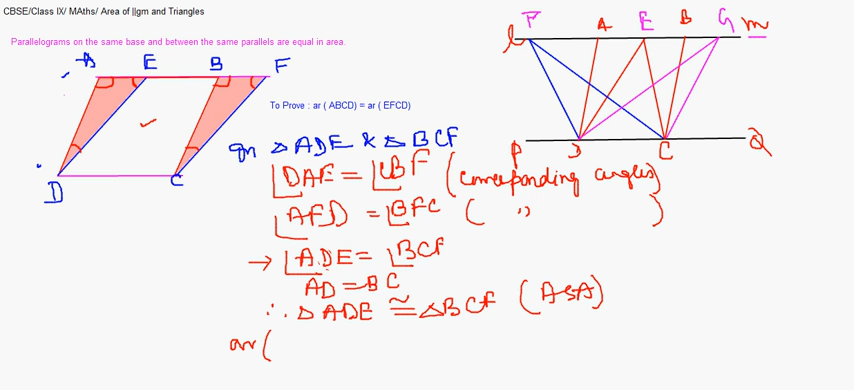 CBSE/Class IX/ MAths/ Area of ||gm and Triangles
Parallelograms on the same base and between the same parallels are equal in area.
A E B F
D C
l F A E B G m
P D C Q
To Prove : ar ( ABCD) = ar ( EFCD)
In △ ADE & △ BCF
∠DAE = ∠CBF (corresponding angles)
∠AED = ∠BFC ( ,, )
→ ∠ADE = ∠BCF
AD = BC
∴ △ ADE ≅ △BCF (ASA)
ar (